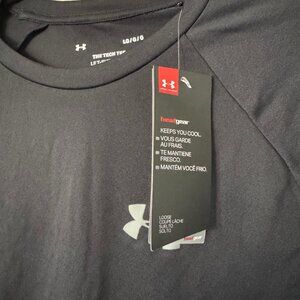 LG/G/G
THE TECH TEE
heatgear
KEEPS YOU COOL.
VOUS GARDE
AU FRAIS.
TE MANTIENE
FRESCO.
MANTÉM VOCÊ FRIO.
LOOSE
COUPE LÂCHE
SUELTO
SOLTO
heatgear